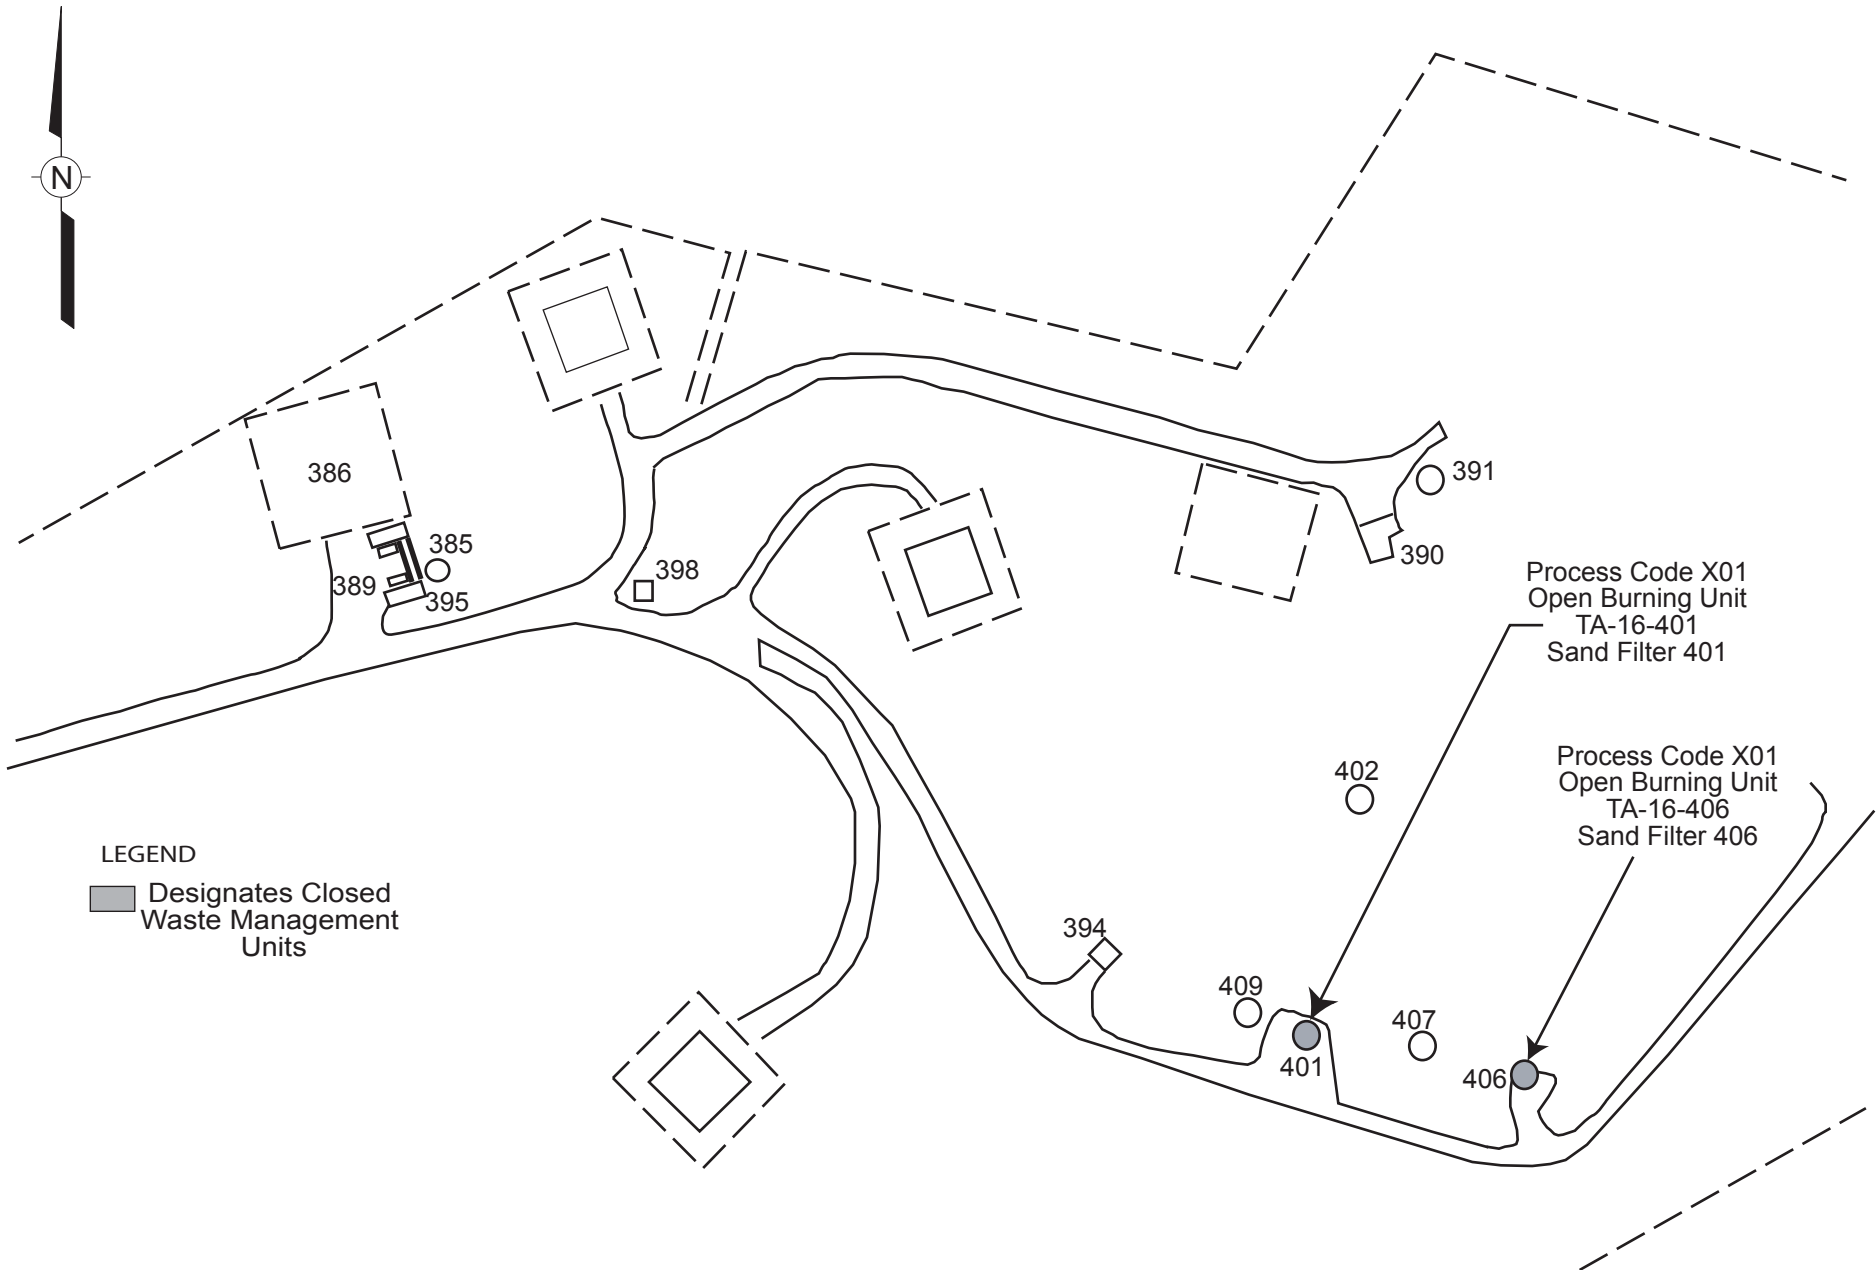 N
386
385
389
395
398
391
390
Process Code X01
Open Burning Unit
TA-16-401
Sand Filter 401
402
Process Code X01
Open Burning Unit
TA-16-406
Sand Filter 406
LEGEND
Designates Closed
Waste Management
Units
394
409
401
407
406